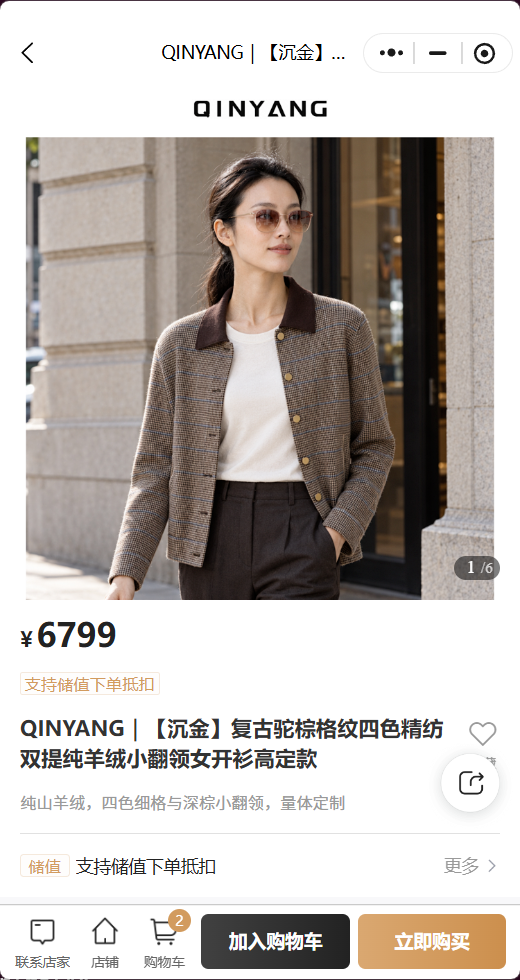 QINYANG | 【沉金】...
QINYANG
1 /6
¥6799
支持储值下单抵扣
QINYANG | 【沉金】复古驼棕格纹四色精纺
双提纯羊绒小翻领女开衫高定款
纯山羊绒，四色细格与深棕小翻领，量体定制
储值 支持储值下单抵扣 更多
2
联系店家 店铺 购物车 加入购物车 立即购买